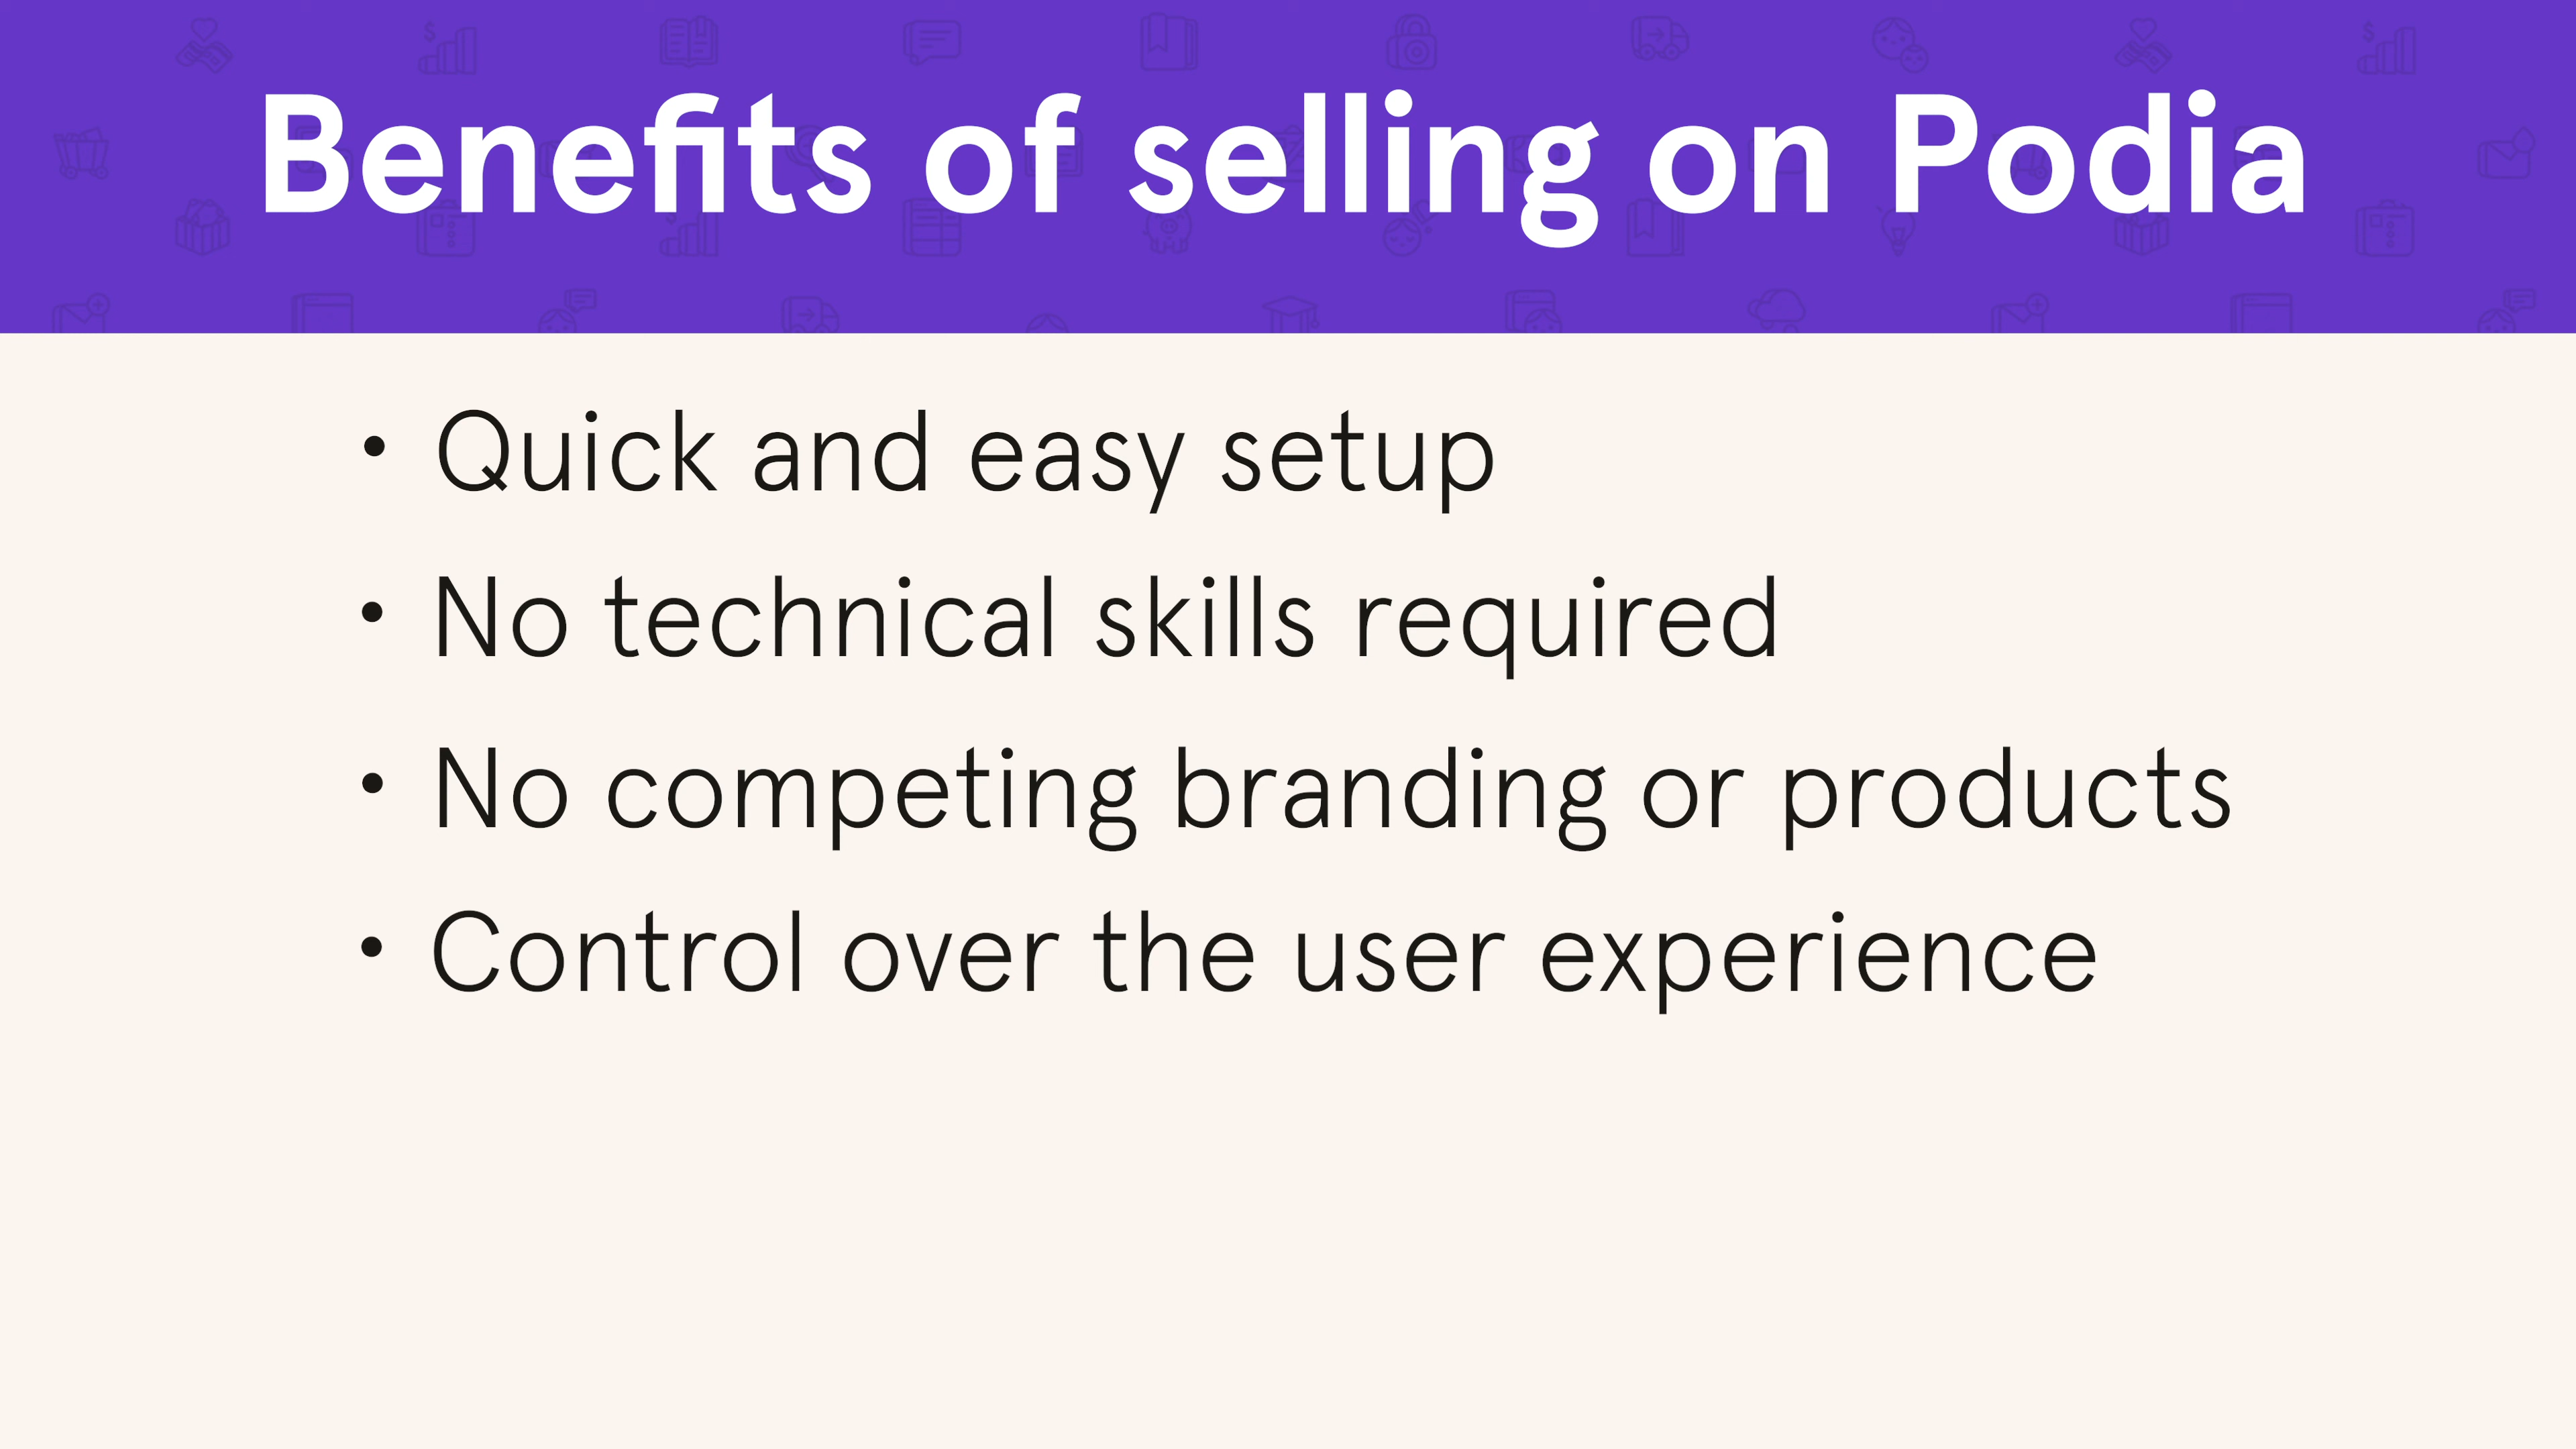 Benefits of selling on Podia
• Quick and easy setup
• No technical skills required
• No competing branding or products
• Control over the user experience